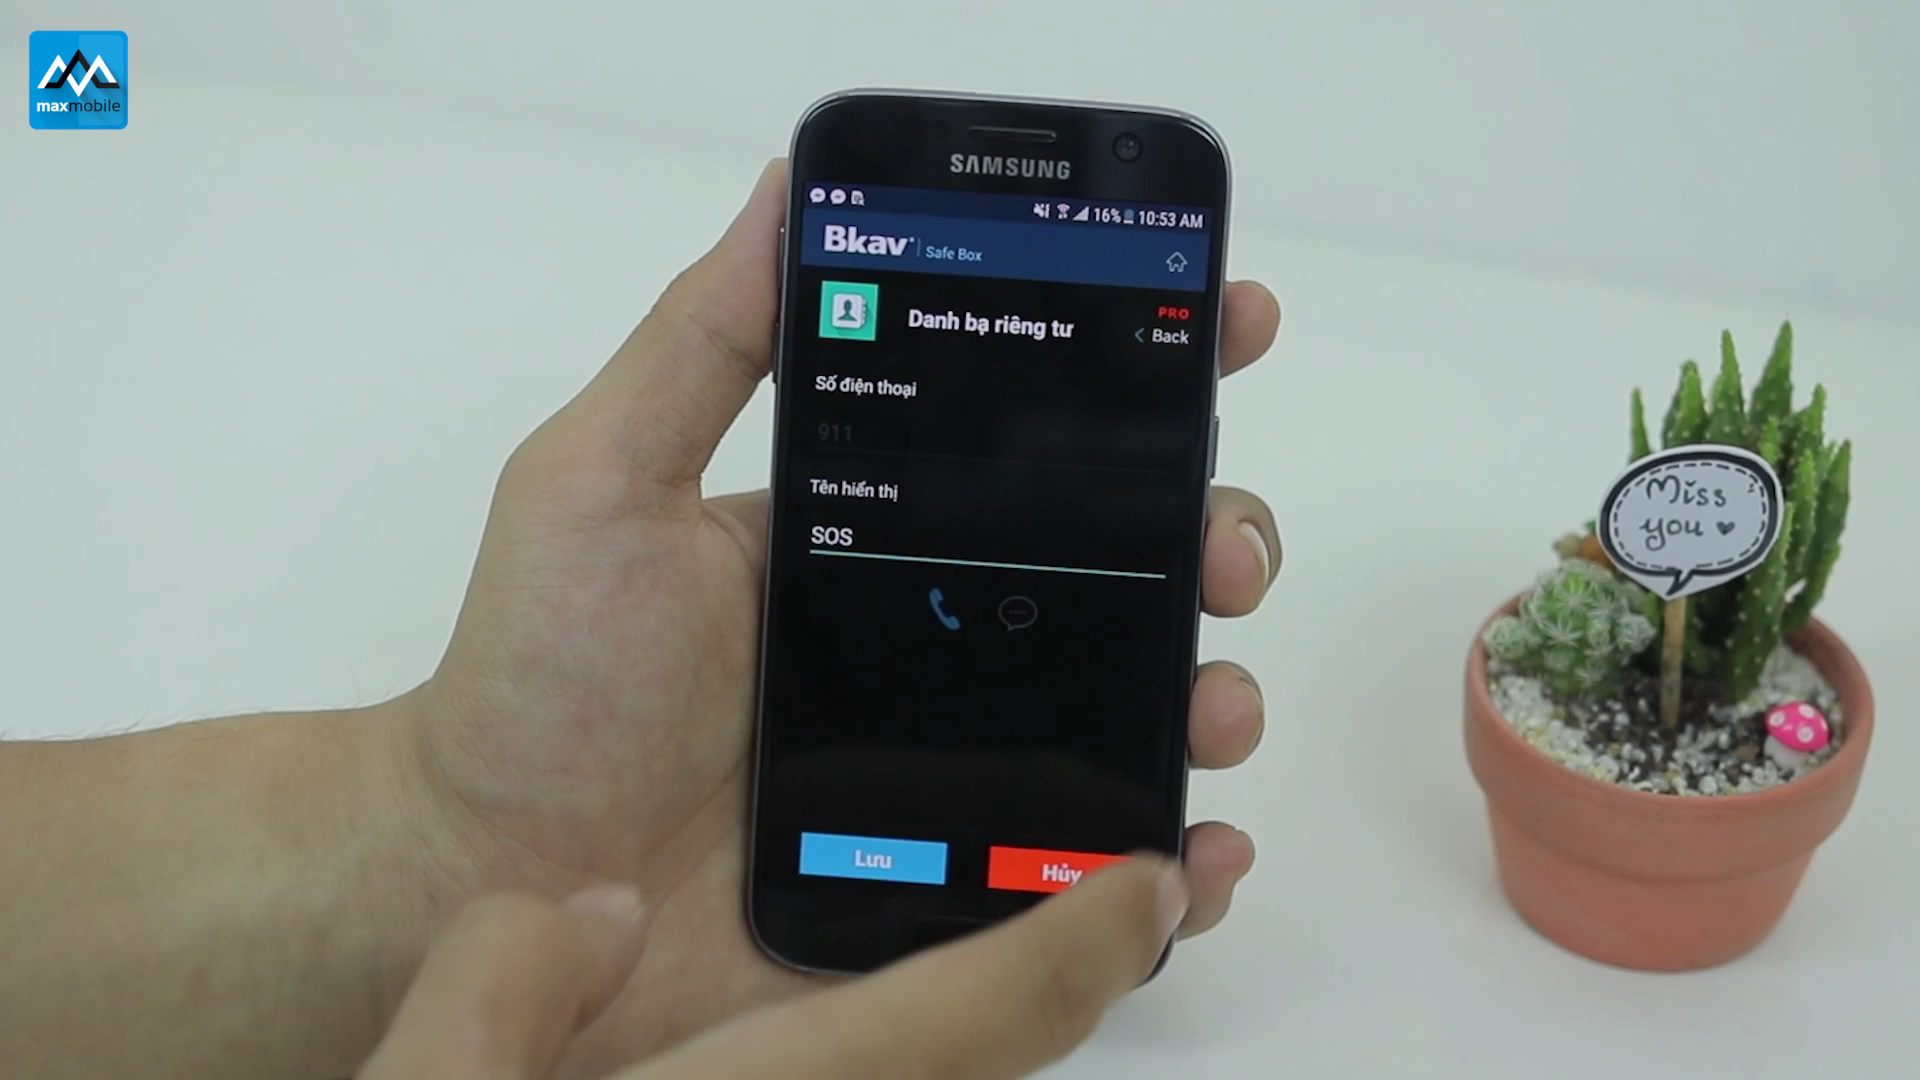 maxmobile
SAMSUNG
16% 10:53 AM
Bkav Safe Box
PRO
Danh bạ riêng tư
< Back
Số điện thoại
911
Tên hiển thị
SOS
Lưu
Hủy
Miss
you